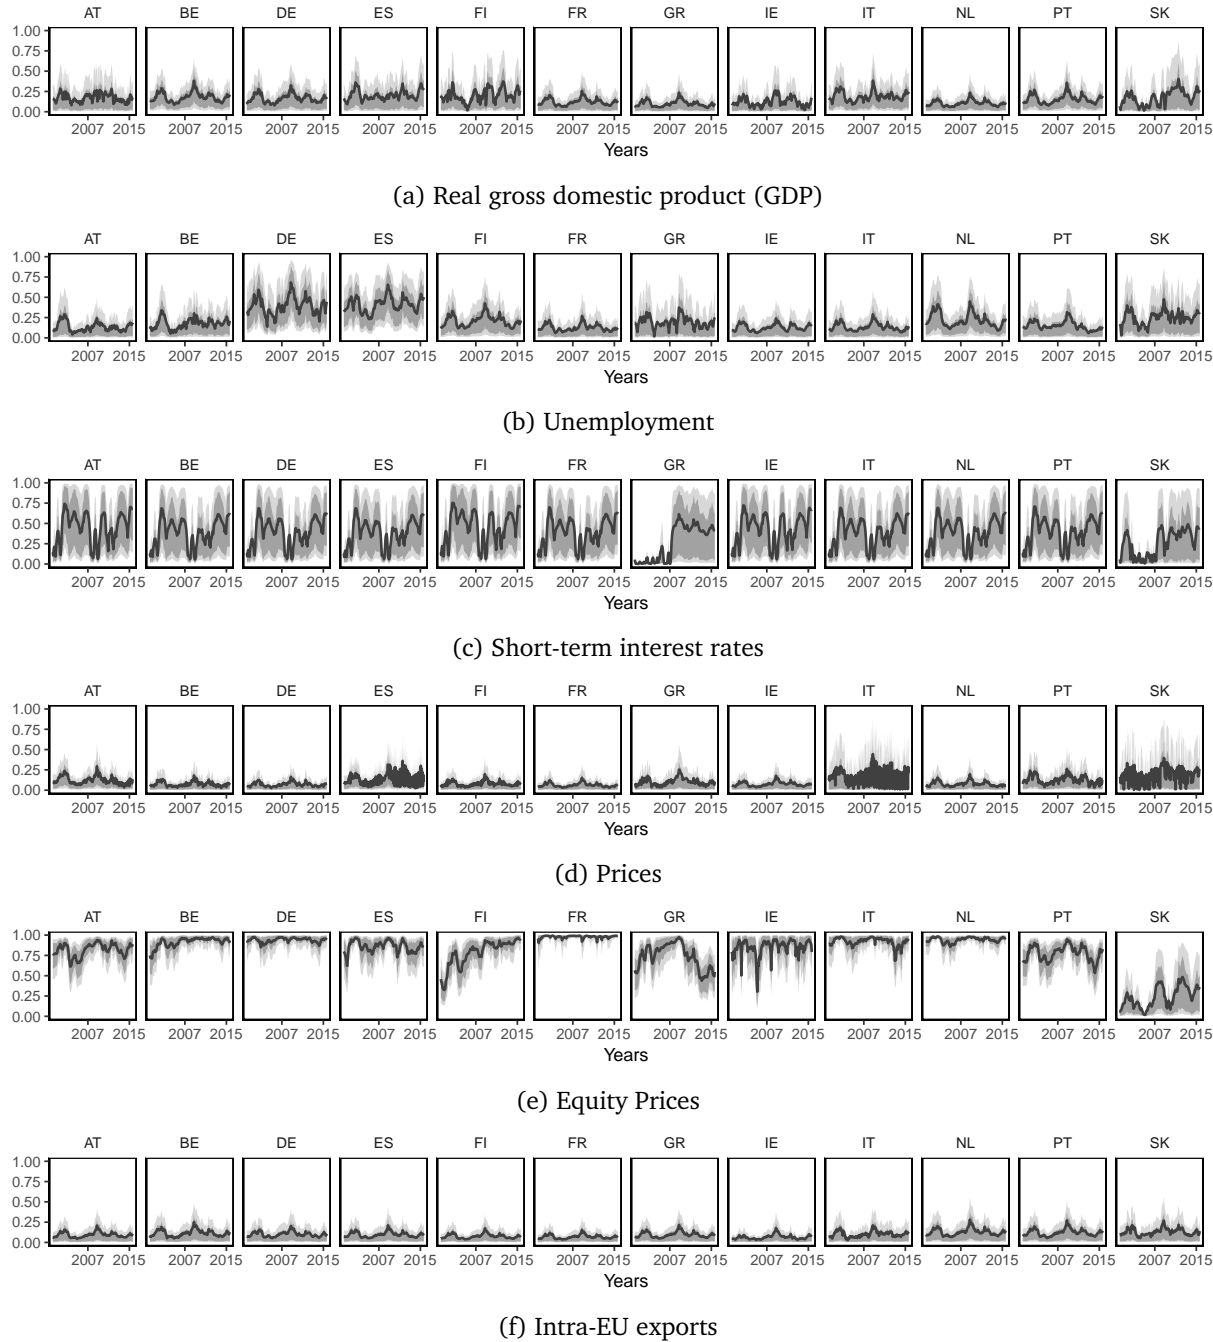 AT BE DE ES FI FR GR IE IT NL PT SK
1.00
0.75
0.50
0.25
0.00
2007 2015 2007 2015 2007 2015 2007 2015 2007 2015 2007 2015 2007 2015 2007 2015 2007 2015 2007 2015 2007 2015 2007 2015
Years
(a) Real gross domestic product (GDP)
AT BE DE ES FI FR GR IE IT NL PT SK
1.00
0.75
0.50
0.25
0.00
2007 2015 2007 2015 2007 2015 2007 2015 2007 2015 2007 2015 2007 2015 2007 2015 2007 2015 2007 2015 2007 2015 2007 2015
Years
(b) Unemployment
AT BE DE ES FI FR GR IE IT NL PT SK
1.00
0.75
0.50
0.25
0.00
2007 2015 2007 2015 2007 2015 2007 2015 2007 2015 2007 2015 2007 2015 2007 2015 2007 2015 2007 2015 2007 2015 2007 2015
Years
(c) Short-term interest rates
AT BE DE ES FI FR GR IE IT NL PT SK
1.00
0.75
0.50
0.25
0.00
2007 2015 2007 2015 2007 2015 2007 2015 2007 2015 2007 2015 2007 2015 2007 2015 2007 2015 2007 2015 2007 2015 2007 2015
Years
(d) Prices
AT BE DE ES FI FR GR IE IT NL PT SK
1.00
0.75
0.50
0.25
0.00
2007 2015 2007 2015 2007 2015 2007 2015 2007 2015 2007 2015 2007 2015 2007 2015 2007 2015 2007 2015 2007 2015 2007 2015
Years
(e) Equity Prices
AT BE DE ES FI FR GR IE IT NL PT SK
1.00
0.75
0.50
0.25
0.00
2007 2015 2007 2015 2007 2015 2007 2015 2007 2015 2007 2015 2007 2015 2007 2015 2007 2015 2007 2015 2007 2015 2007 2015
Years
(f) Intra-EU exports